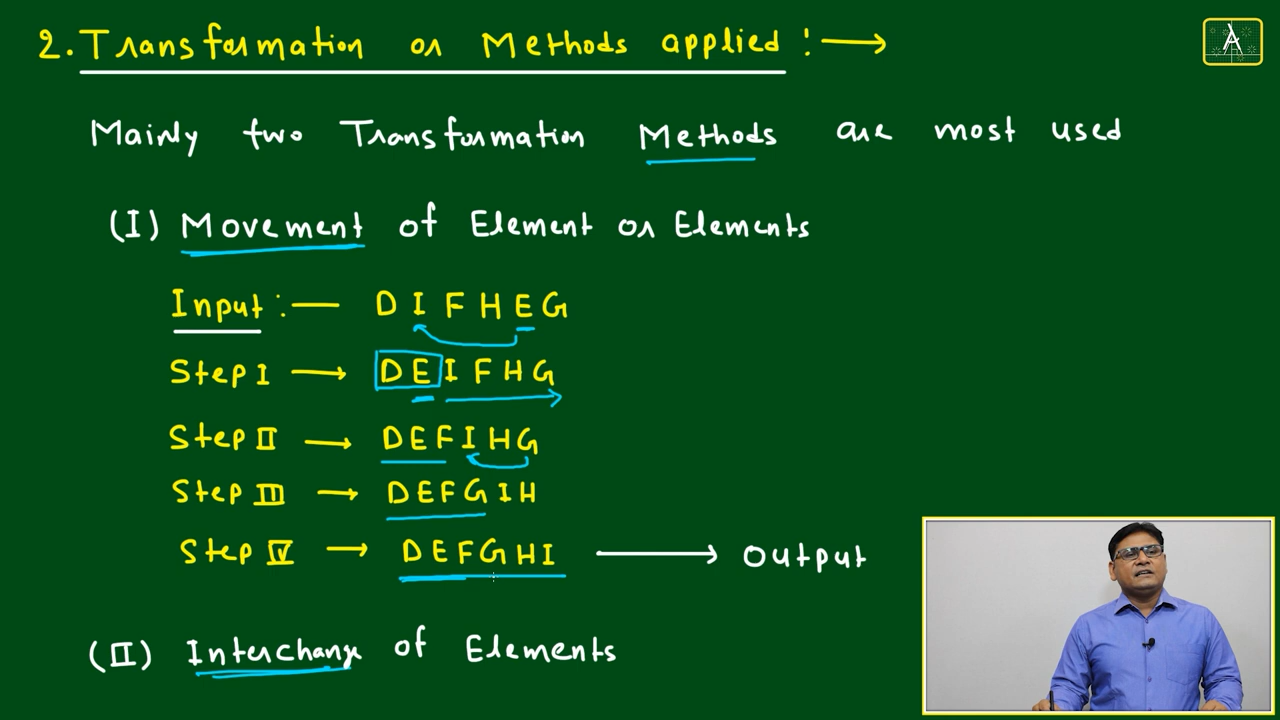 2. Transformation or Methods applied :→
Mainly two Transformation Methods are most used
(I) Movement of Element or Elements
Input :— D I F H E G
Step I → D E I F H G
Step II → D E F I H G
Step III → D E F G I H
Step IV → D E F G H I → Output
(II) Interchange of Elements